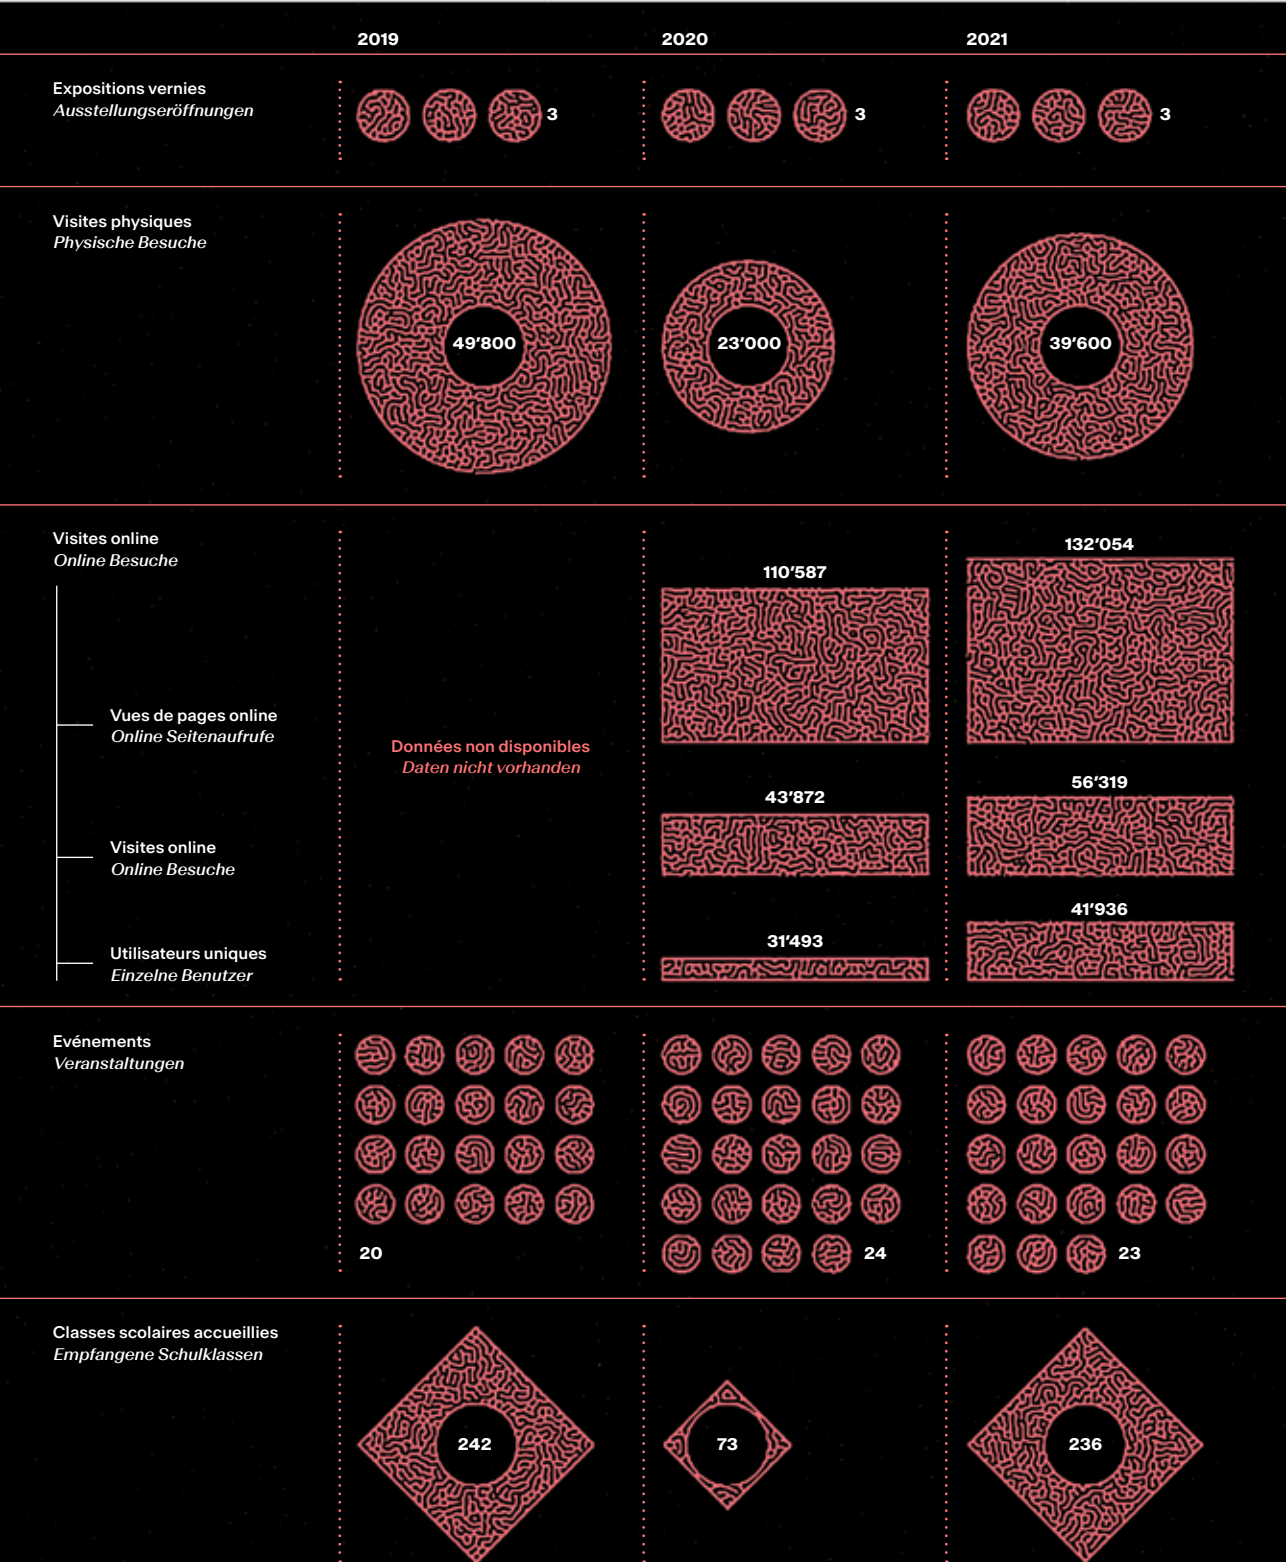 2019 2020 2021
Expositions vernies
Ausstellungseröffnungen
3 3 3
Visites physiques
Physische Besuche
49’800 23’000 39’600
Visites online
Online Besuche
132’054
110’587
Vues de pages online
Online Seitenaufrufe
Données non disponibles
Daten nicht vorhanden
56’319
43’872
Visites online
Online Besuche
41’936
31’493
Utilisateurs uniques
Einzelne Benutzer
Evénements
Veranstaltungen
20 24 23
Classes scolaires accueillies
Empfangene Schulklassen
242 73 236